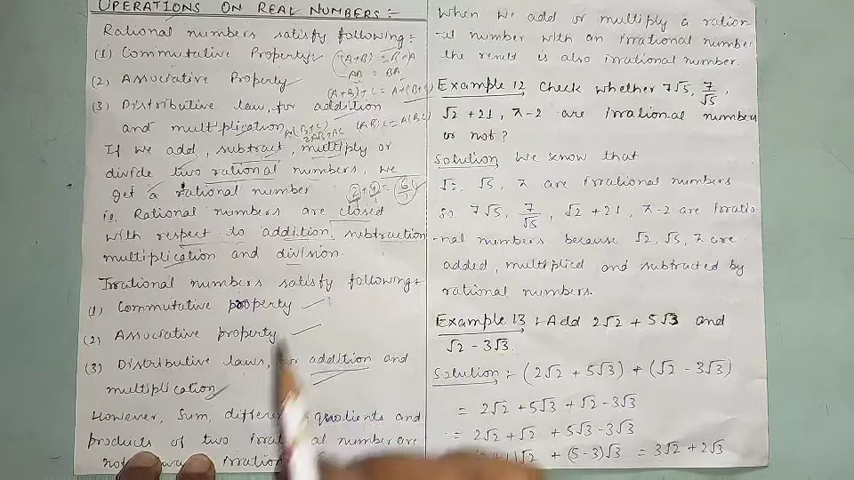 OPERATIONS ON REAL NUMBERS :-
Rational numbers satisfy following:-
(1) Commutative Property
(A+B) = B+A
AB = BA
(2) Associative Property
(A+B)+C = A+(B+C)
(3) Distributive law, for addition
and multiplication
(AB)C = A(BC)
If we add, subtract, multiply or
divide two rational numbers, we
get a rational number
ie. Rational numbers are closed
with respect to addition, subtraction
multiplication and division.
Irrational numbers satisfy following:
(1) Commutative property
(2) Associative property
(3) Distributive laws, for addition and
multiplication
However, Sum, quotients and
products of two number are
When we add or multiply a ration-
al number with an irrational number
the result is also irrational number.
Example 12 Check whether 7√5, 7/√5,
√2 + 21, π-2 are irrational numbers
or not?
Solution, We know that
√2, √5, π are irrational numbers
so 7√5, 7/√5, √2 + 21, π-2 are irratio-
-nal numbers because √2, √5, π are
added, multiplied and subtracted by
rational numbers.
Example 13 :- Add 2√2 + 5√3 and
√2 - 3√3.
Solution :- (2√2 + 5√3) + (√2 - 3√3)
= 2√2 + 5√3 + √2 - 3√3
= 2√2 + √2 + 5√3 - 3√3
+ (5-3)√3 = 3√2 + 2√3